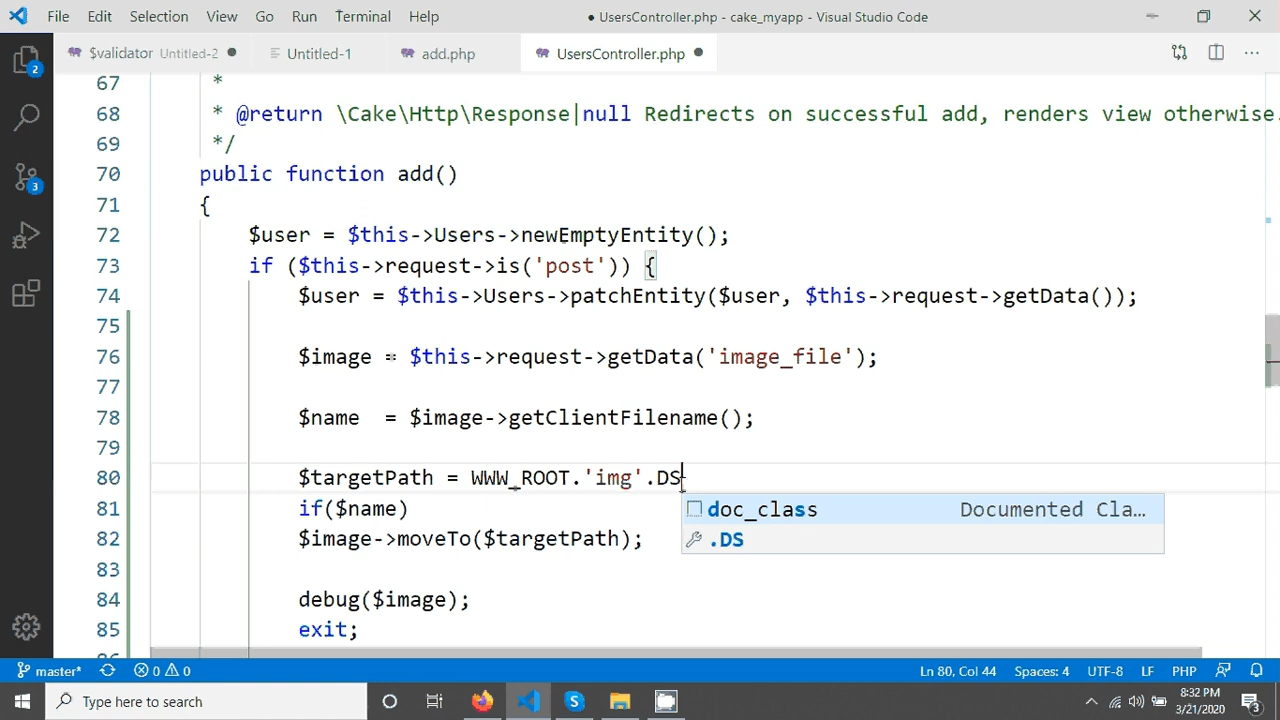 File Edit Selection View Go Run Terminal Help ● UsersController.php - cake_myapp - Visual Studio Code
$validator Untitled-2 ● Untitled-1 add.php UsersController.php ●
67 *
68 * @return \Cake\Http\Response|null Redirects on successful add, renders view otherwise.
69 */
70 public function add()
71 {
72 $user = $this->Users->newEmptyEntity();
73 if ($this->request->is('post')) {
74 $user = $this->Users->patchEntity($user, $this->request->getData());
75
76 $image = $this->request->getData('image_file');
77
78 $name  = $image->getClientFilename();
79
80 $targetPath = WWW_ROOT.'img'.DS
81 if($name)
doc_class Documented Cla…
82 $image->moveTo($targetPath);
.DS
83
84 debug($image);
85 exit;
2
3
master* 0 0 Ln 80, Col 44 Spaces: 4 UTF-8 LF PHP
Type here to search
8:32 PM
3/21/2020
3